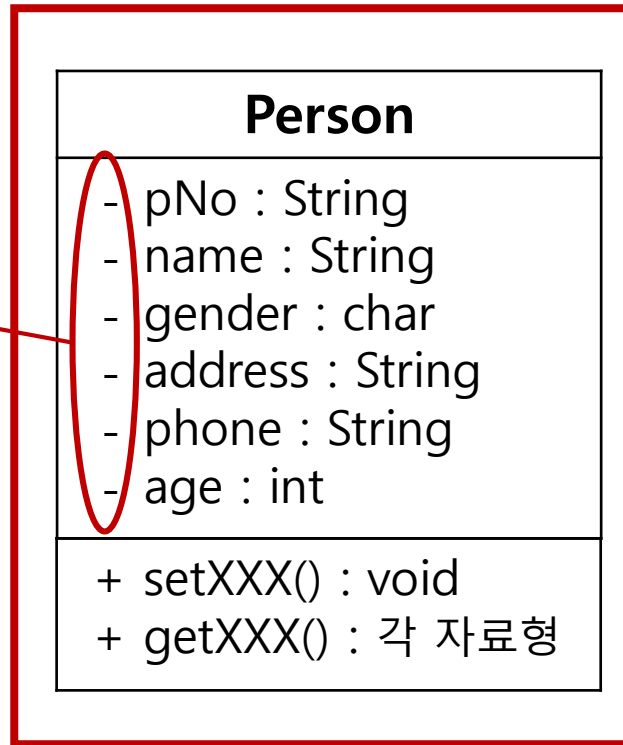 Person
- pNo : String
- name : String
- gender : char
- address : String
- phone : String
- age : int
+ setXXX() : void
+ getXXX() : 각 자료형